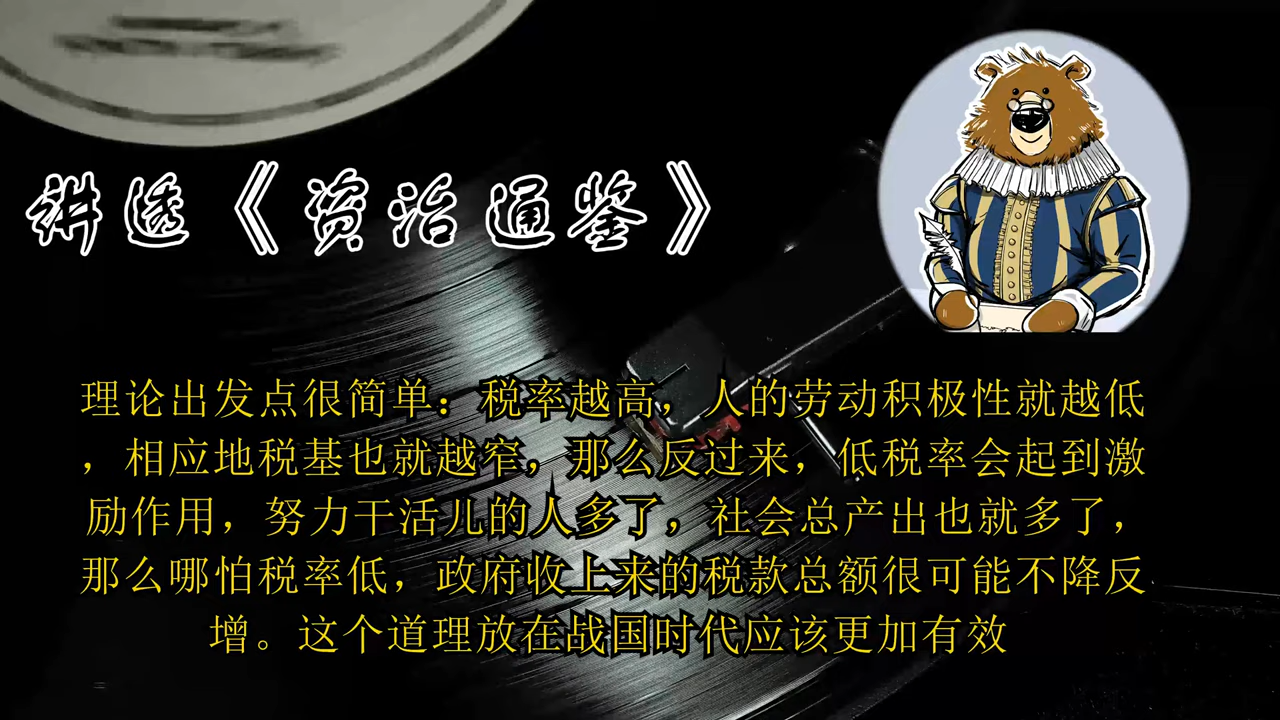 讲透《资治通鉴》
理论出发点很简单：税率越高，人的劳动积极性就越低
，相应地税基也就越窄，那么反过来，低税率会起到激
励作用，努力干活儿的人多了，社会总产出也就多了，
那么哪怕税率低，政府收上来的税款总额很可能不降反
增。这个道理放在战国时代应该更加有效